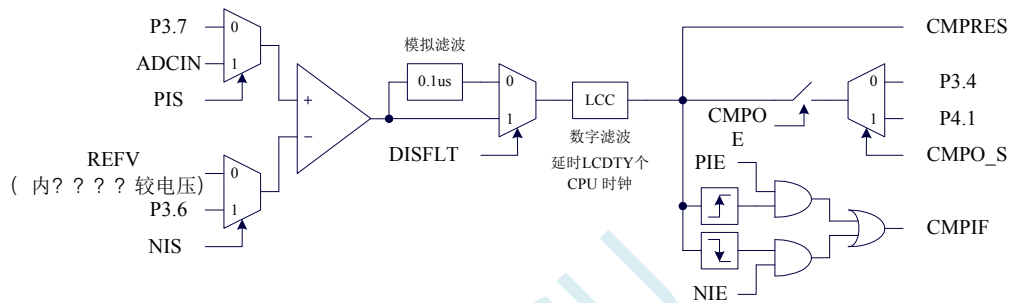 P3.7
0
ADCIN
1
PIS
+
−
REFV
( 内? ? ? ? 较电压)
0
P3.6
1
NIS
模拟滤波
0.1us
0
1
DISFLT
LCC
数字滤波
延时LCDTY个
CPU 时钟
CMPRES
CMPO
E
0
P3.4
1
P4.1
CMPO_S
PIE
NIE
CMPIF